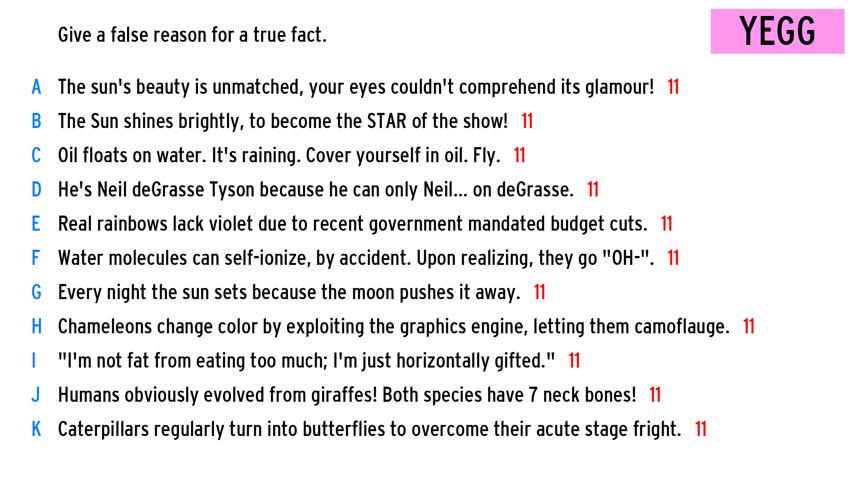 Give a false reason for a true fact.
YEGG
A The sun's beauty is unmatched, your eyes couldn't comprehend its glamour! 11
B The Sun shines brightly, to become the STAR of the show! 11
C Oil floats on water. It's raining. Cover yourself in oil. Fly. 11
D He's Neil deGrasse Tyson because he can only Neil... on deGrasse. 11
E Real rainbows lack violet due to recent government mandated budget cuts. 11
F Water molecules can self-ionize, by accident. Upon realizing, they go "OH-". 11
G Every night the sun sets because the moon pushes it away. 11
H Chameleons change color by exploiting the graphics engine, letting them camoflauge. 11
I "I'm not fat from eating too much; I'm just horizontally gifted." 11
J Humans obviously evolved from giraffes! Both species have 7 neck bones! 11
K Caterpillars regularly turn into butterflies to overcome their acute stage fright. 11